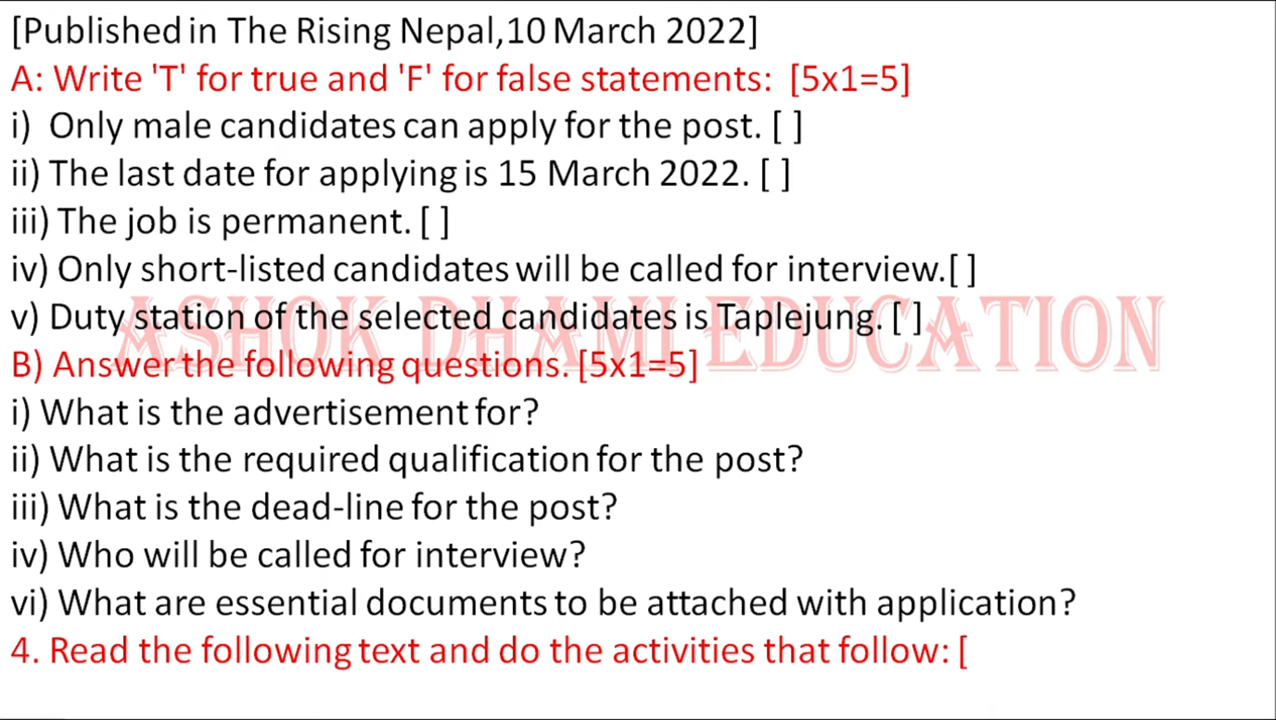 [Published in The Rising Nepal,10 March 2022]
A: Write 'T' for true and 'F' for false statements:  [5x1=5]
i)  Only male candidates can apply for the post. [ ]
ii) The last date for applying is 15 March 2022. [ ]
iii) The job is permanent. [ ]
iv) Only short-listed candidates will be called for interview.[ ]
v) Duty station of the selected candidates is Taplejung. [ ]
ASHOK DHAMI EDUCATION
B) Answer the following questions. [5x1=5]
i) What is the advertisement for?
ii) What is the required qualification for the post?
iii) What is the dead-line for the post?
iv) Who will be called for interview?
vi) What are essential documents to be attached with application?
4. Read the following text and do the activities that follow: [